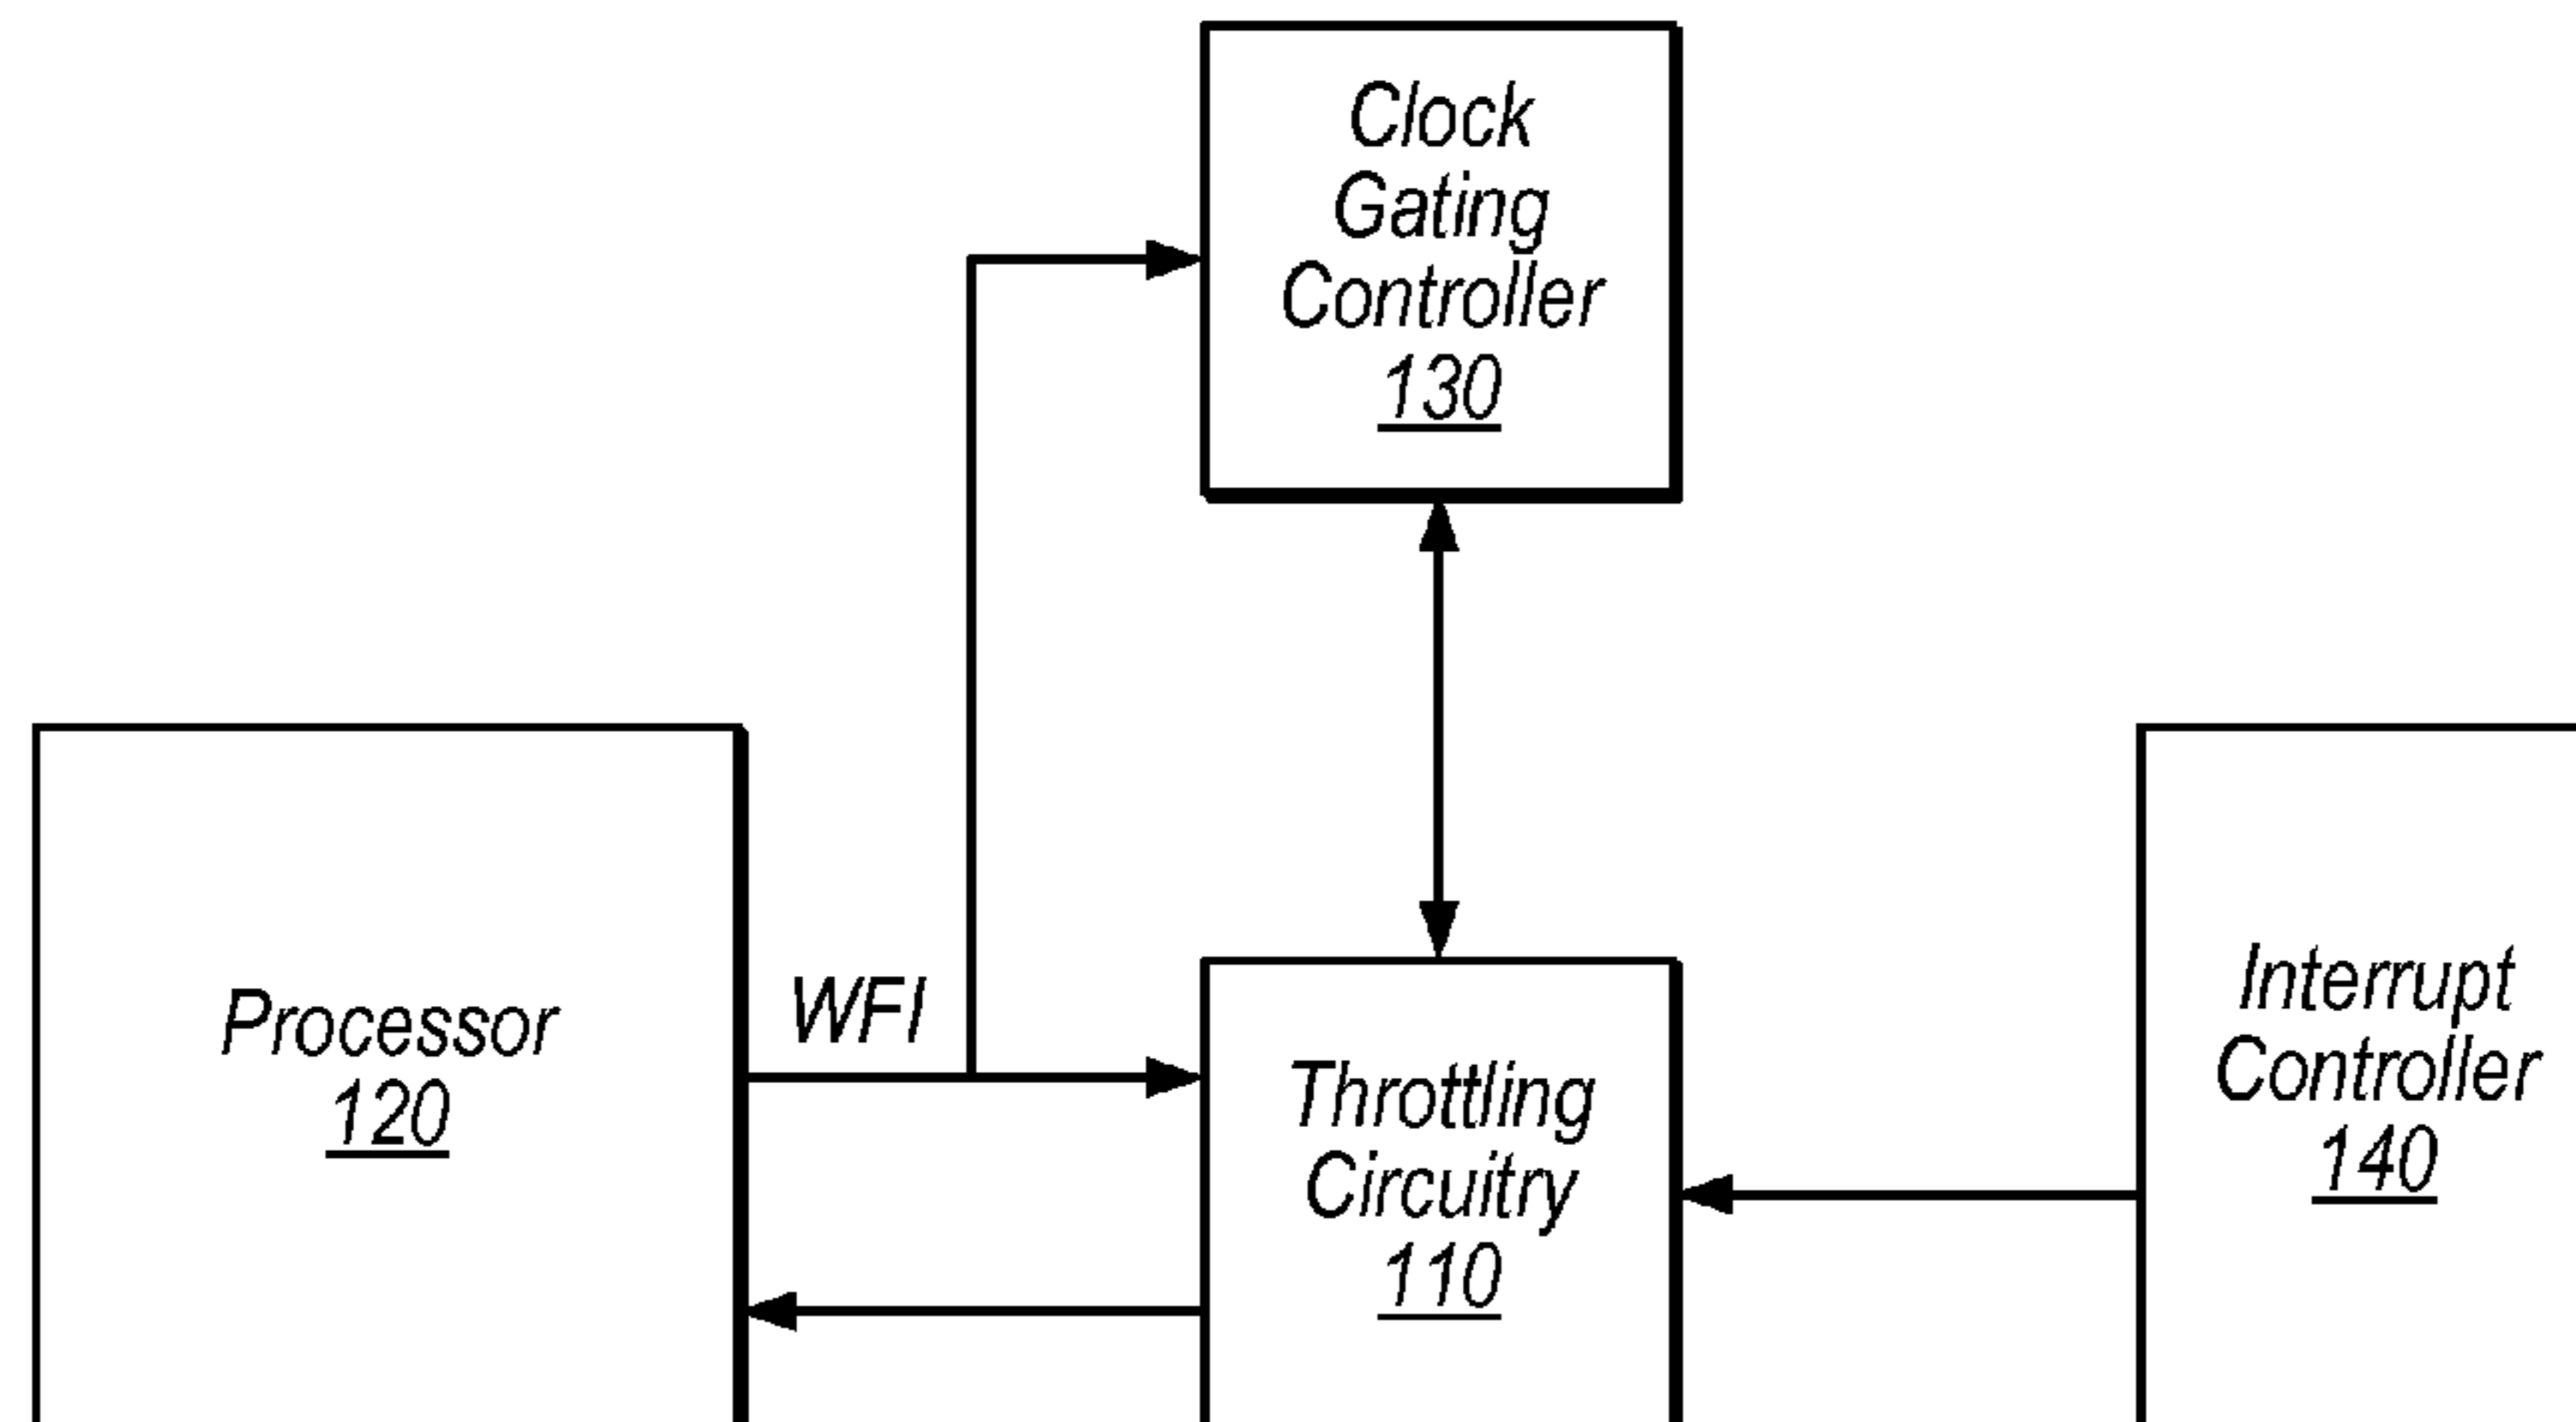 Clock
Gating
Controller
130
Processor
120
WFI
Throttling
Circuitry
110
Interrupt
Controller
140